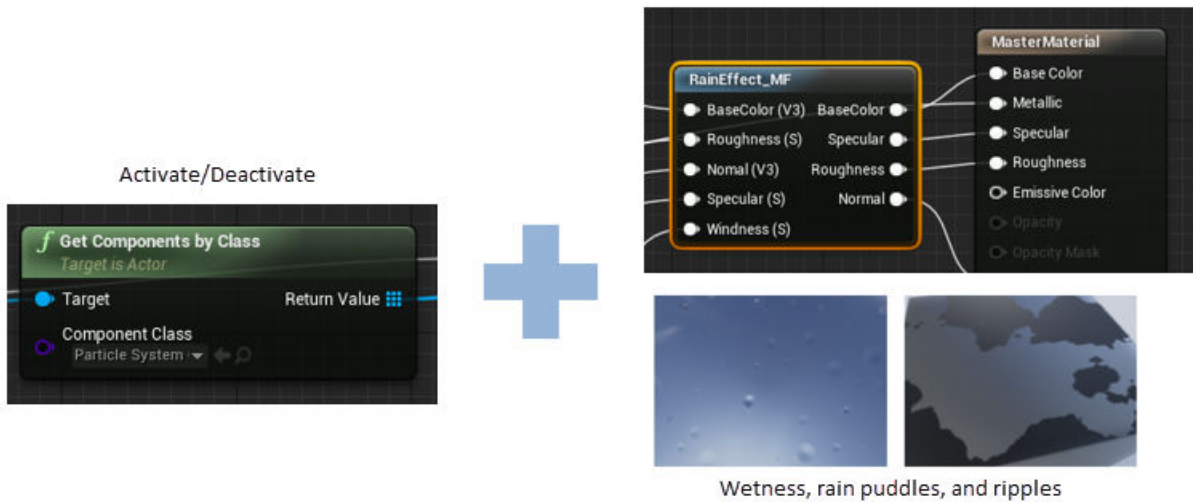 Activate/Deactivate
f Get Components by Class
Target is Actor
Target Return Value
Component Class
Particle System
RainEffect_MF
BaseColor (V3) BaseColor
Roughness (S) Specular
Nomal (V3) Roughness
Specular (S) Normal
Windness (S)
MasterMaterial
Base Color
Metallic
Specular
Roughness
Emissive Color
Opacity
Opacity Mask
Wetness, rain puddles, and ripples